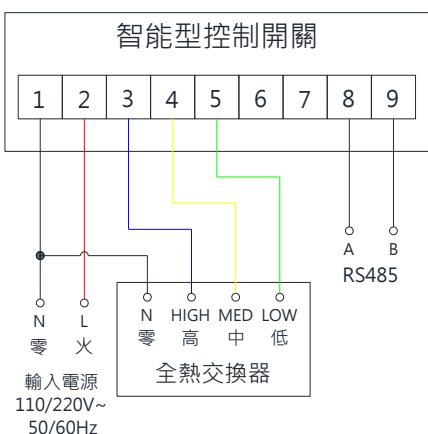 智能型控制開關
1 2 3 4 5 6 7 8 9
A B
RS485
N L
零 火
N HIGH MED LOW
零 高 中 低
全熱交換器
輸入電源
110/220V~
50/60Hz